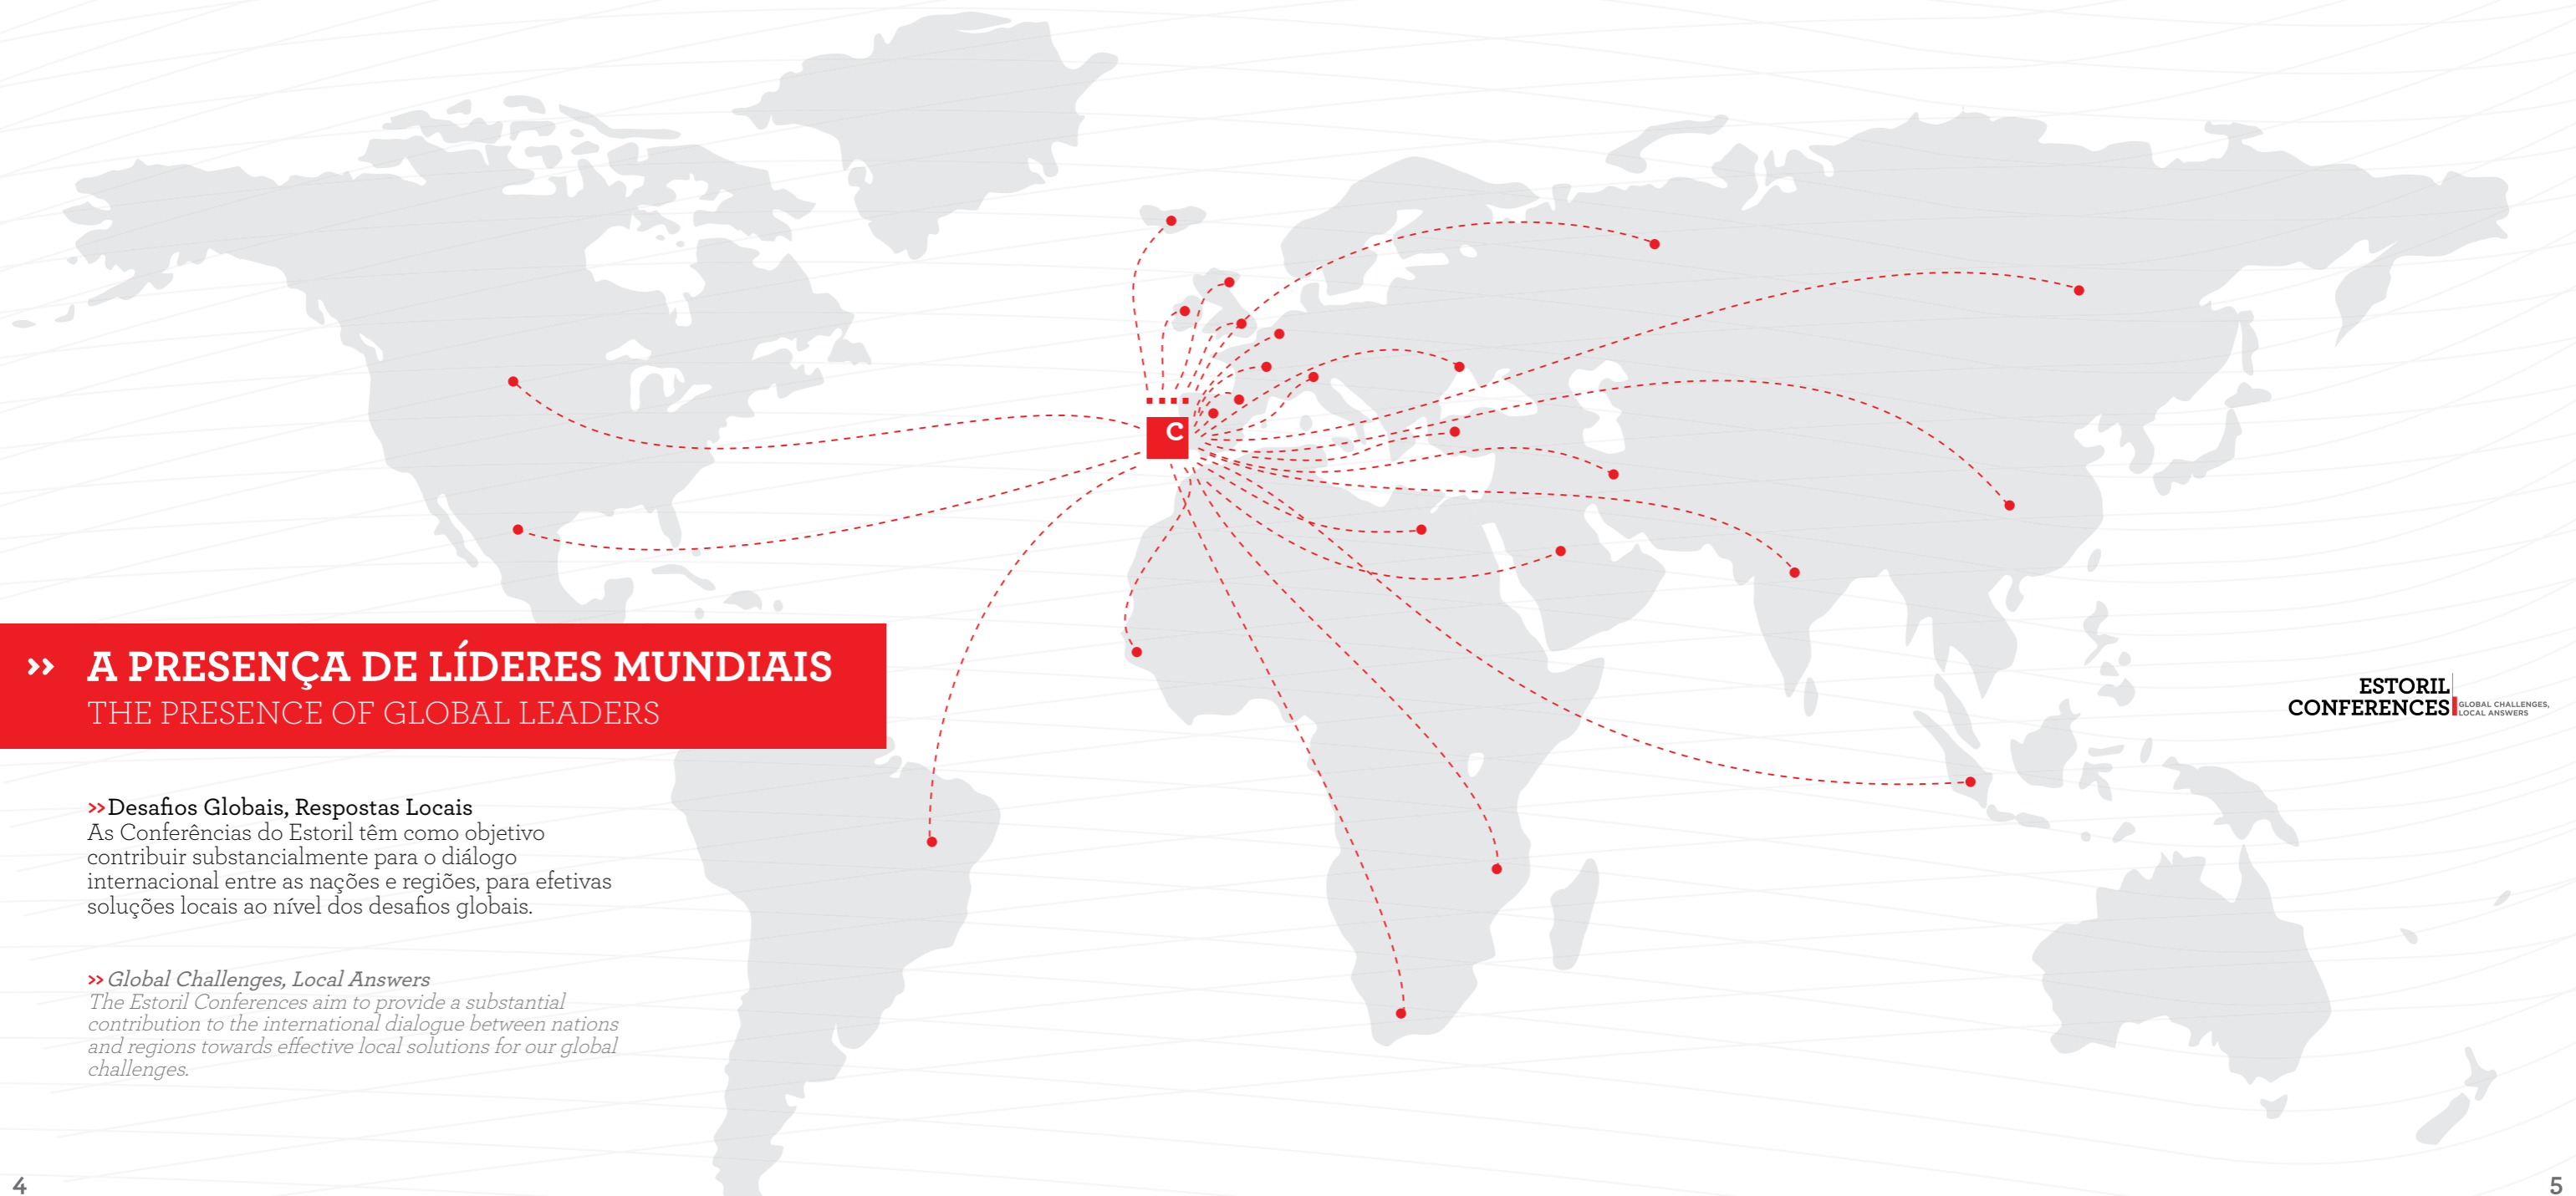 C
>> A PRESENÇA DE LÍDERES MUNDIAIS
THE PRESENCE OF GLOBAL LEADERS
>> Desafios Globais, Respostas Locais
As Conferências do Estoril têm como objetivo
contribuir substancialmente para o diálogo
internacional entre as nações e regiões, para efetivas
soluções locais ao nível dos desafios globais.
>> Global Challenges, Local Answers
The Estoril Conferences aim to provide a substantial
contribution to the international dialogue between nations
and regions towards effective local solutions for our global
challenges.
ESTORIL
CONFERENCES
GLOBAL CHALLENGES,
LOCAL ANSWERS
4
5